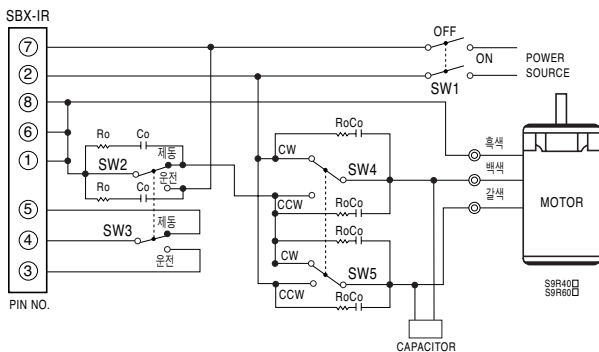 SBX-IR
7
2
8
6
1
5
4
3
PIN NO.
OFF
ON
POWER
SOURCE
SW1
Ro Co
제동
SW2
운전
Ro Co
제동
SW3
운전
RoCo
CW
SW4
CCW
RoCo
RoCo
CW
SW5
CCW
RoCo
CAPACITOR
흑색
백색
갈색
MOTOR
S9R40□
S9R60□